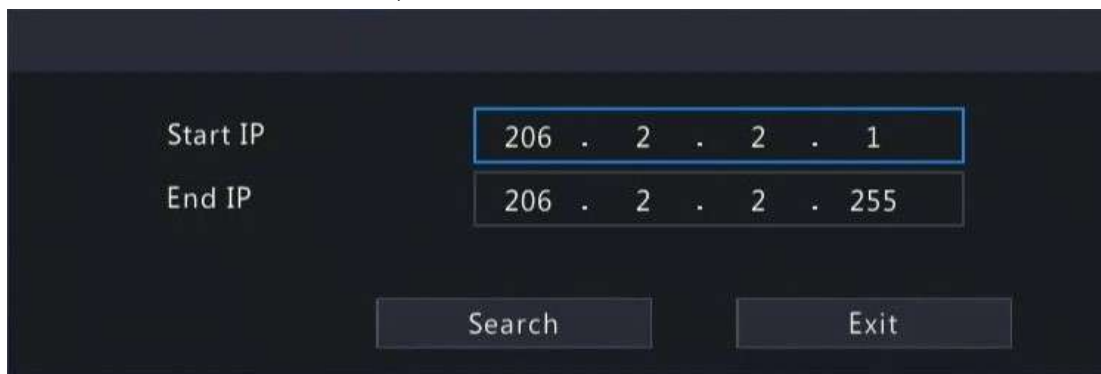 Start IP 206 . 2 . 2 . 1
End IP 206 . 2 . 2 . 255
Search Exit